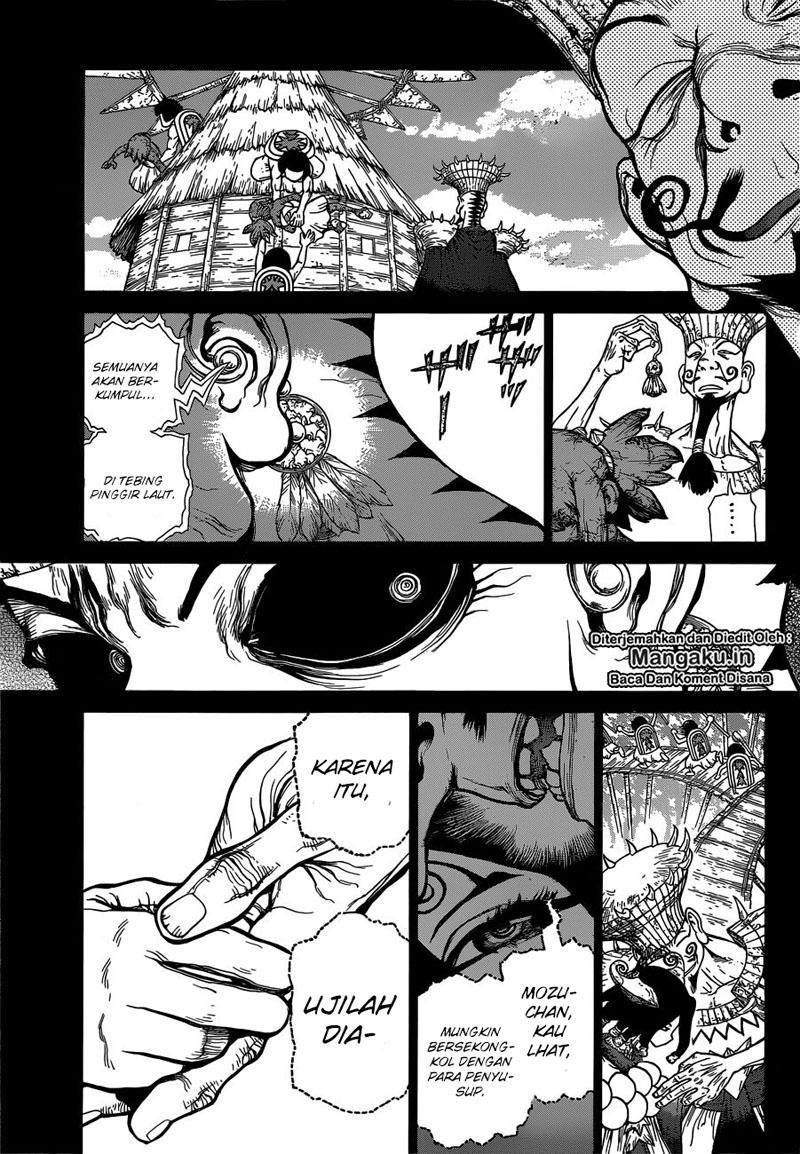 ......
SEMUANYA
AKAN BER-
KUMPUL...
DI TEBING
PINGGIR LAUT.
Diterjemahkan dan Diedit Oleh :
Mangaku.in
Baca Dan Koment Disana
MOZU-
CHAN,
KAU
LHAT,
MUNGKIN
BERSEKONG-
KOL DENGAN
PARA PENYU-
SUP.
KARENA
ITU,
UJILAH
DIA-